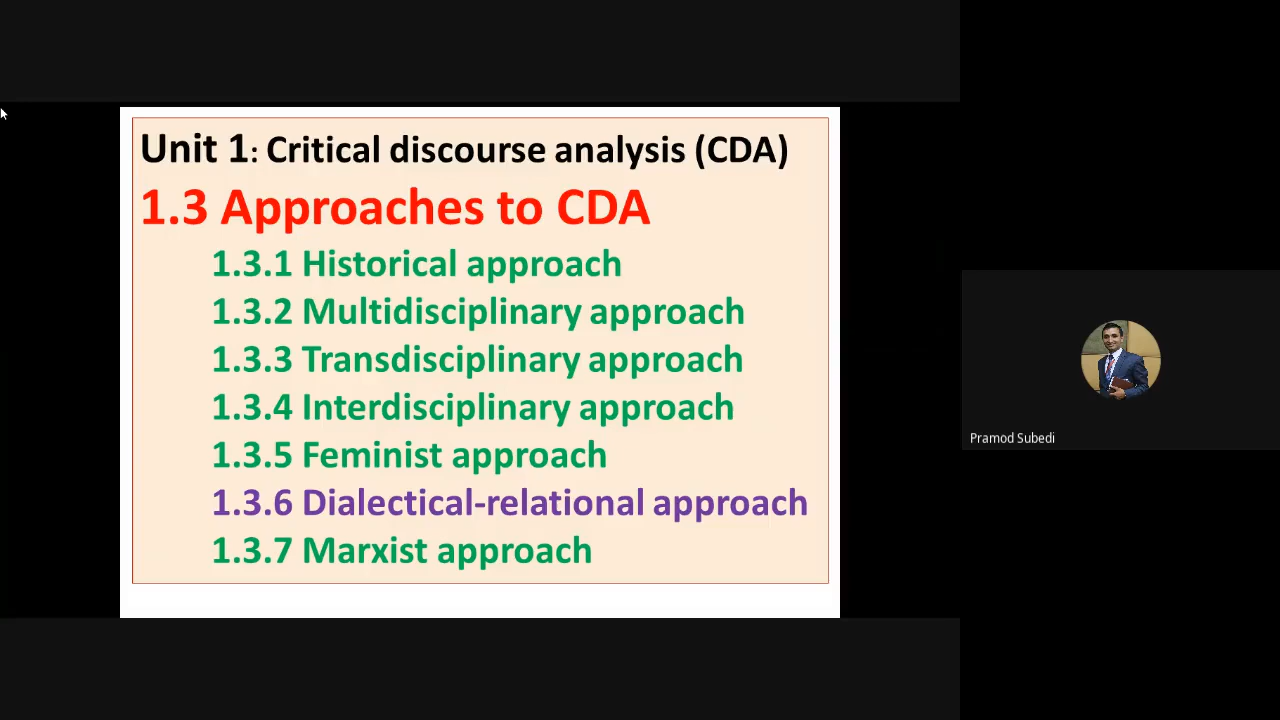 Unit 1: Critical discourse analysis (CDA)
1.3 Approaches to CDA
1.3.1 Historical approach
1.3.2 Multidisciplinary approach
1.3.3 Transdisciplinary approach
1.3.4 Interdisciplinary approach
1.3.5 Feminist approach
1.3.6 Dialectical-relational approach
1.3.7 Marxist approach
Pramod Subedi